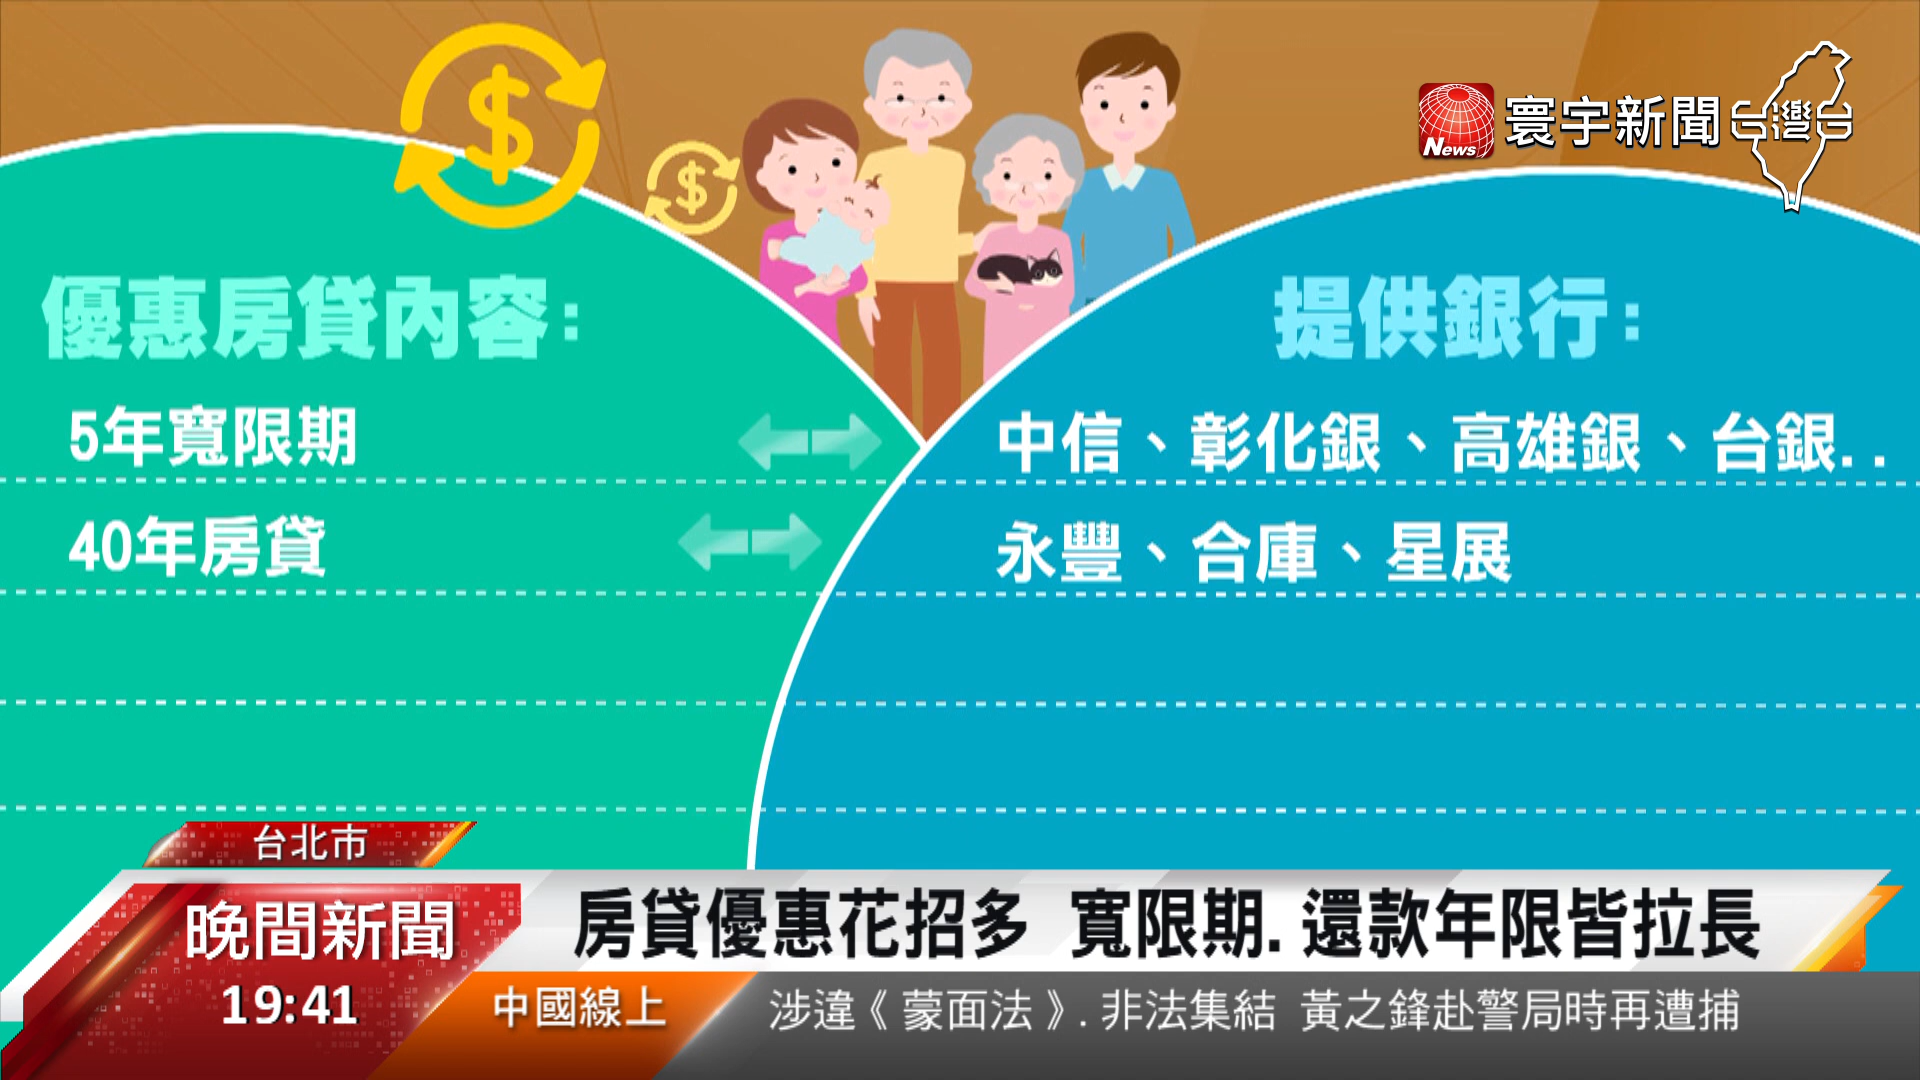 News 寰宇新聞 台灣
優惠房貸內容:
提供銀行:
5年寬限期
中信、彰化銀、高雄銀、台銀..
40年房貸
永豐、合庫、星展
台北市
晚間新聞
房貸優惠花招多 寬限期.還款年限皆拉長
19:41
中國線上
涉違《蒙面法》.非法集結 黃之鋒赴警局時再遭捕